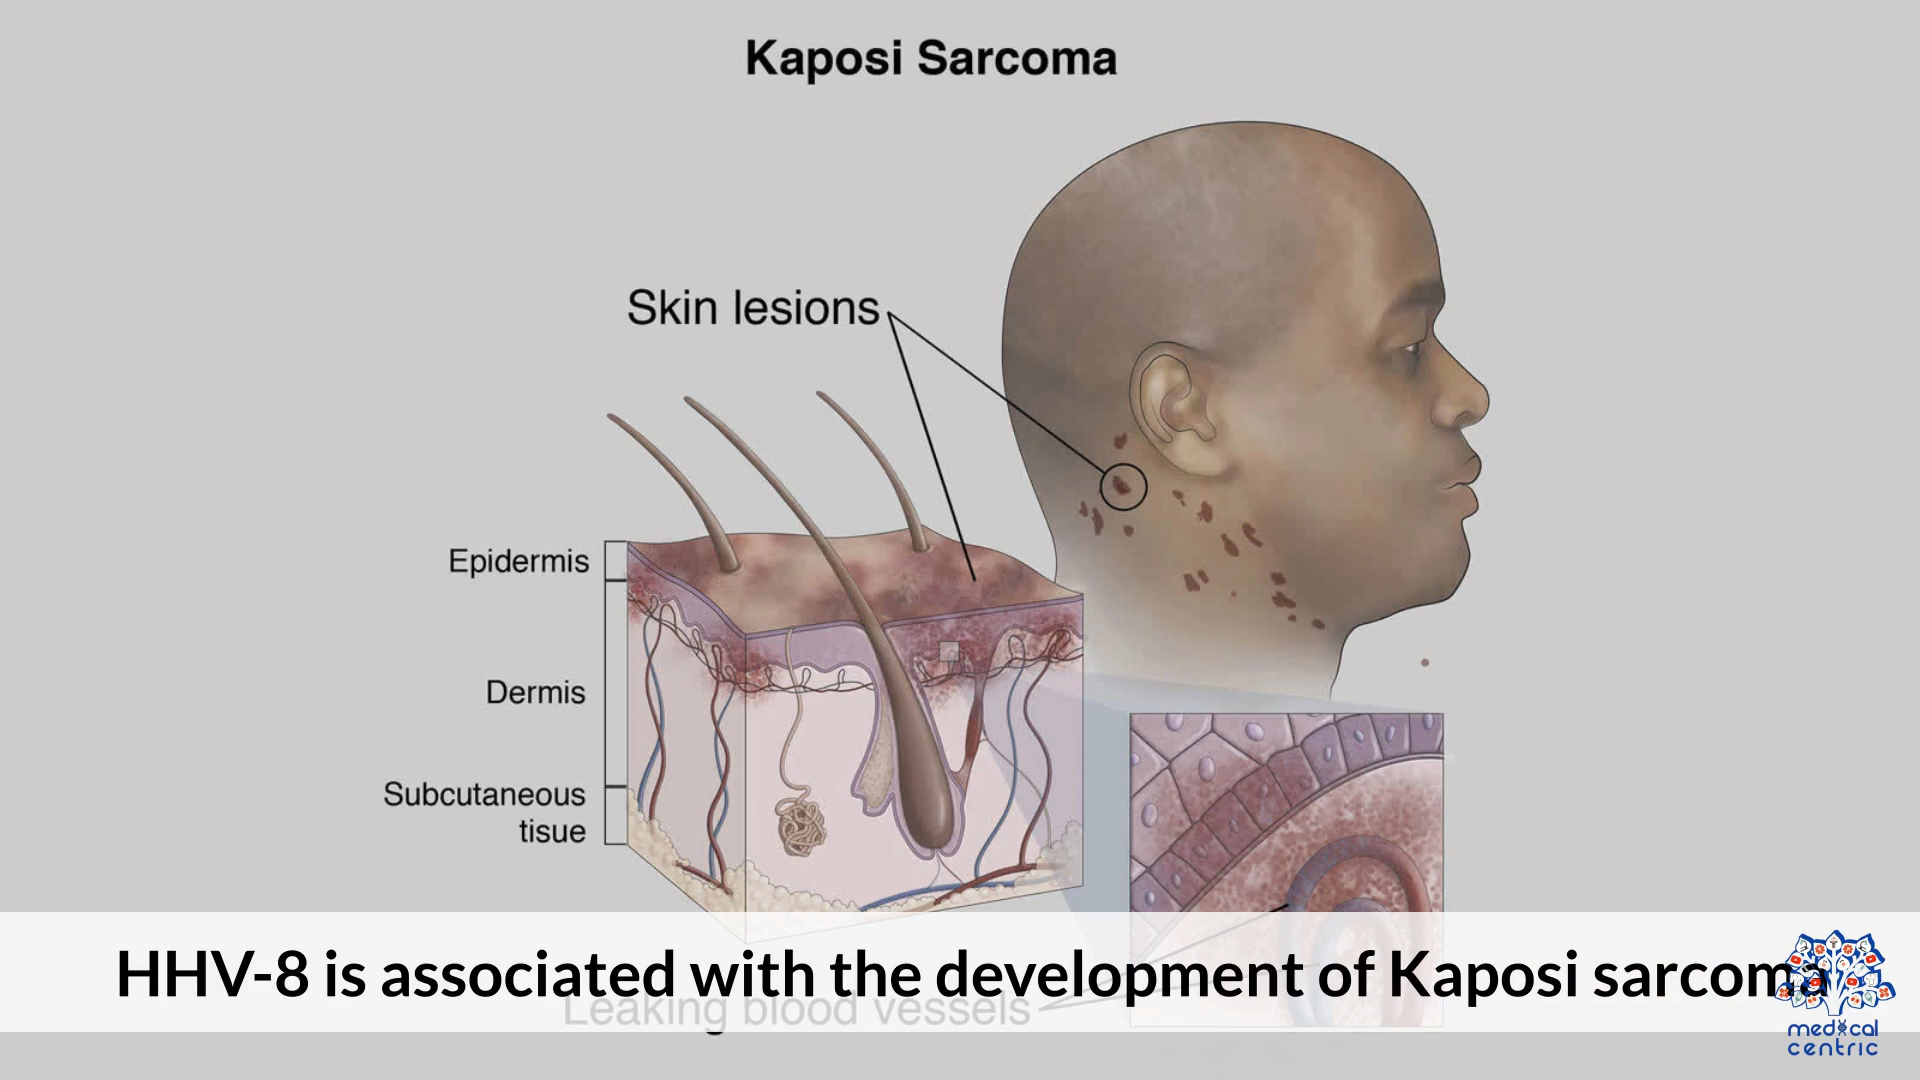 Kaposi Sarcoma
Skin lesions
Epidermis
Dermis
Subcutaneous
tisue
HHV-8 is associated with the development of Kaposi sarcoma
Leaking blood vessels
medical
centric